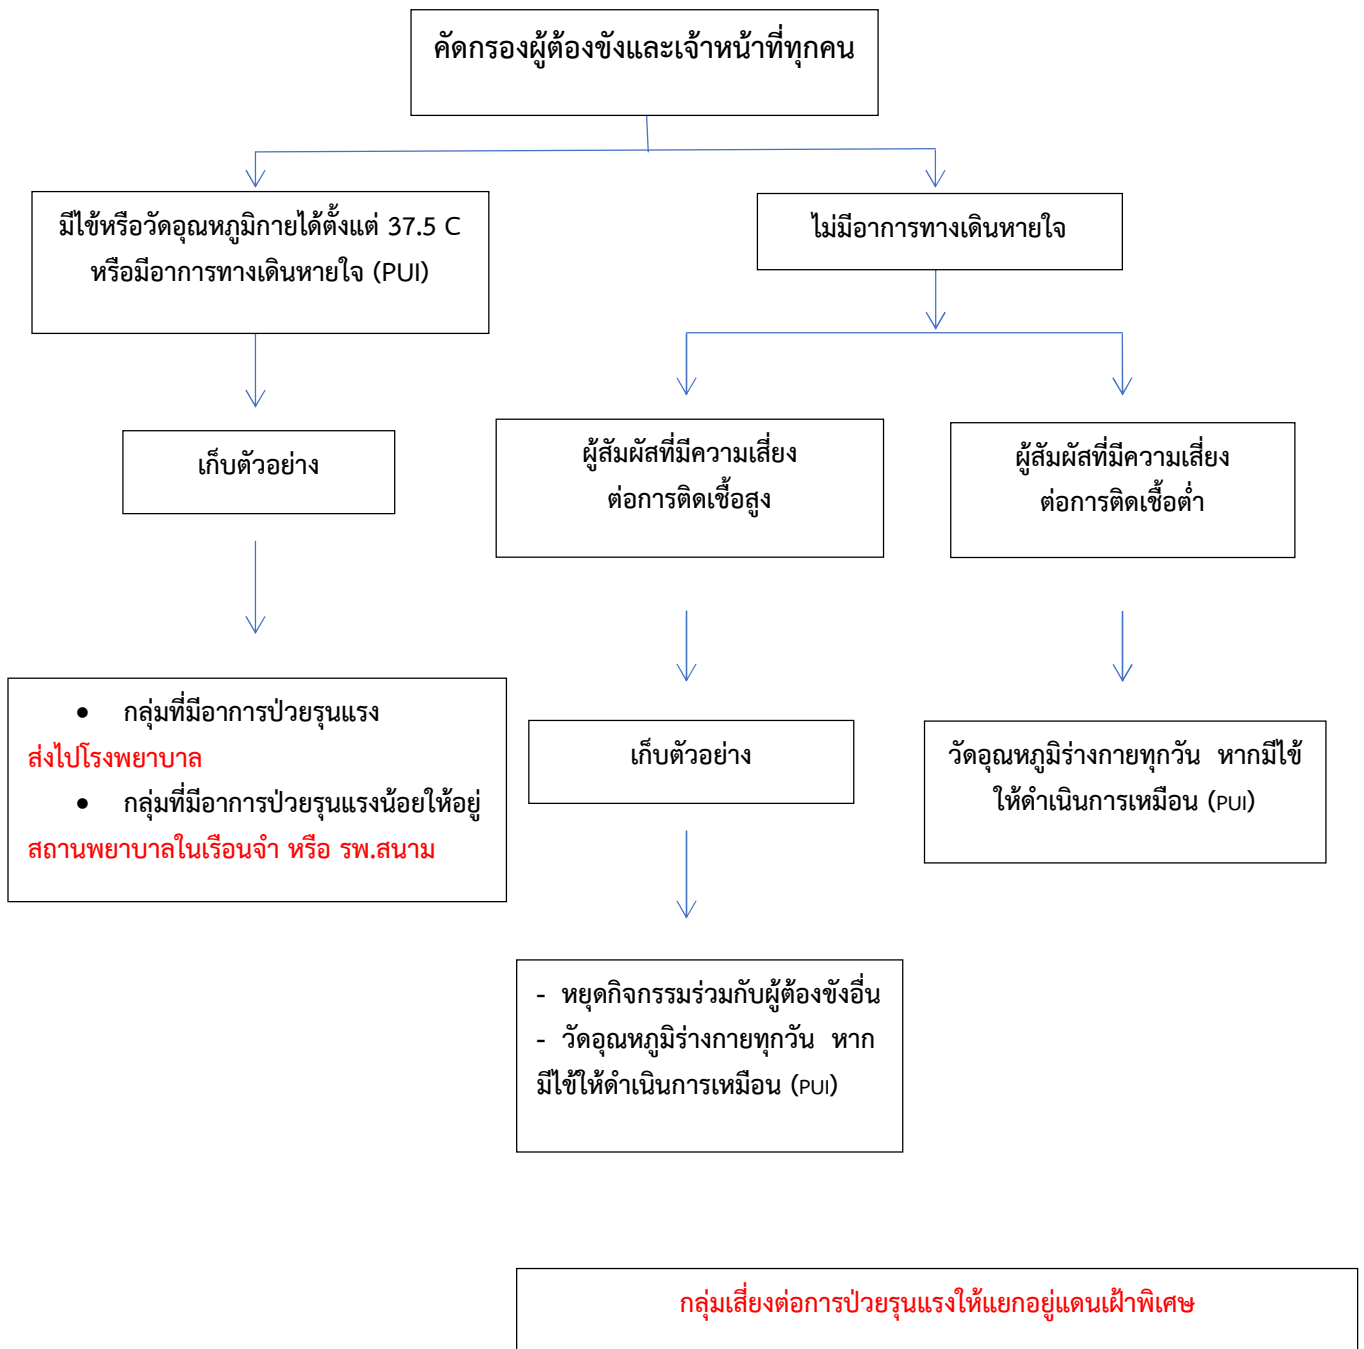 คัดกรองผู้ต้องขังและเจ้าหน้าที่ทุกคน
มีไข้หรือวัดอุณหภูมิกายได้ตั้งแต่ 37.5 C
หรือมีอาการทางเดินหายใจ (PUI)
ไม่มีอาการทางเดินหายใจ
เก็บตัวอย่าง
ผู้สัมผัสที่มีความเสี่ยง
ต่อการติดเชื้อสูง
ผู้สัมผัสที่มีความเสี่ยง
ต่อการติดเชื้อต่ำ
• กลุ่มที่มีอาการป่วยรุนแรง
ส่งไปโรงพยาบาล
• กลุ่มที่มีอาการป่วยรุนแรงน้อยให้อยู่
สถานพยาบาลในเรือนจำ หรือ รพ.สนาม
เก็บตัวอย่าง
วัดอุณหภูมิร่างกายทุกวัน หากมีไข้
ให้ดำเนินการเหมือน (PUI)
- หยุดกิจกรรมร่วมกับผู้ต้องขังอื่น
- วัดอุณหภูมิร่างกายทุกวัน หาก
มีไข้ให้ดำเนินการเหมือน (PUI)
กลุ่มเสี่ยงต่อการป่วยรุนแรงให้แยกอยู่แดนเฝ้าพิเศษ